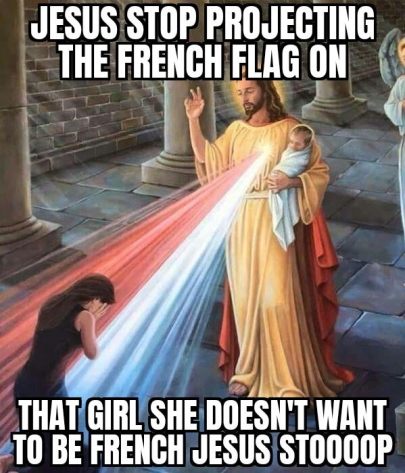 JESUS STOP PROJECTING
THE FRENCH FLAG ON
THAT GIRL SHE DOESN'T WANT
TO BE FRENCH JESUS STOOOOP